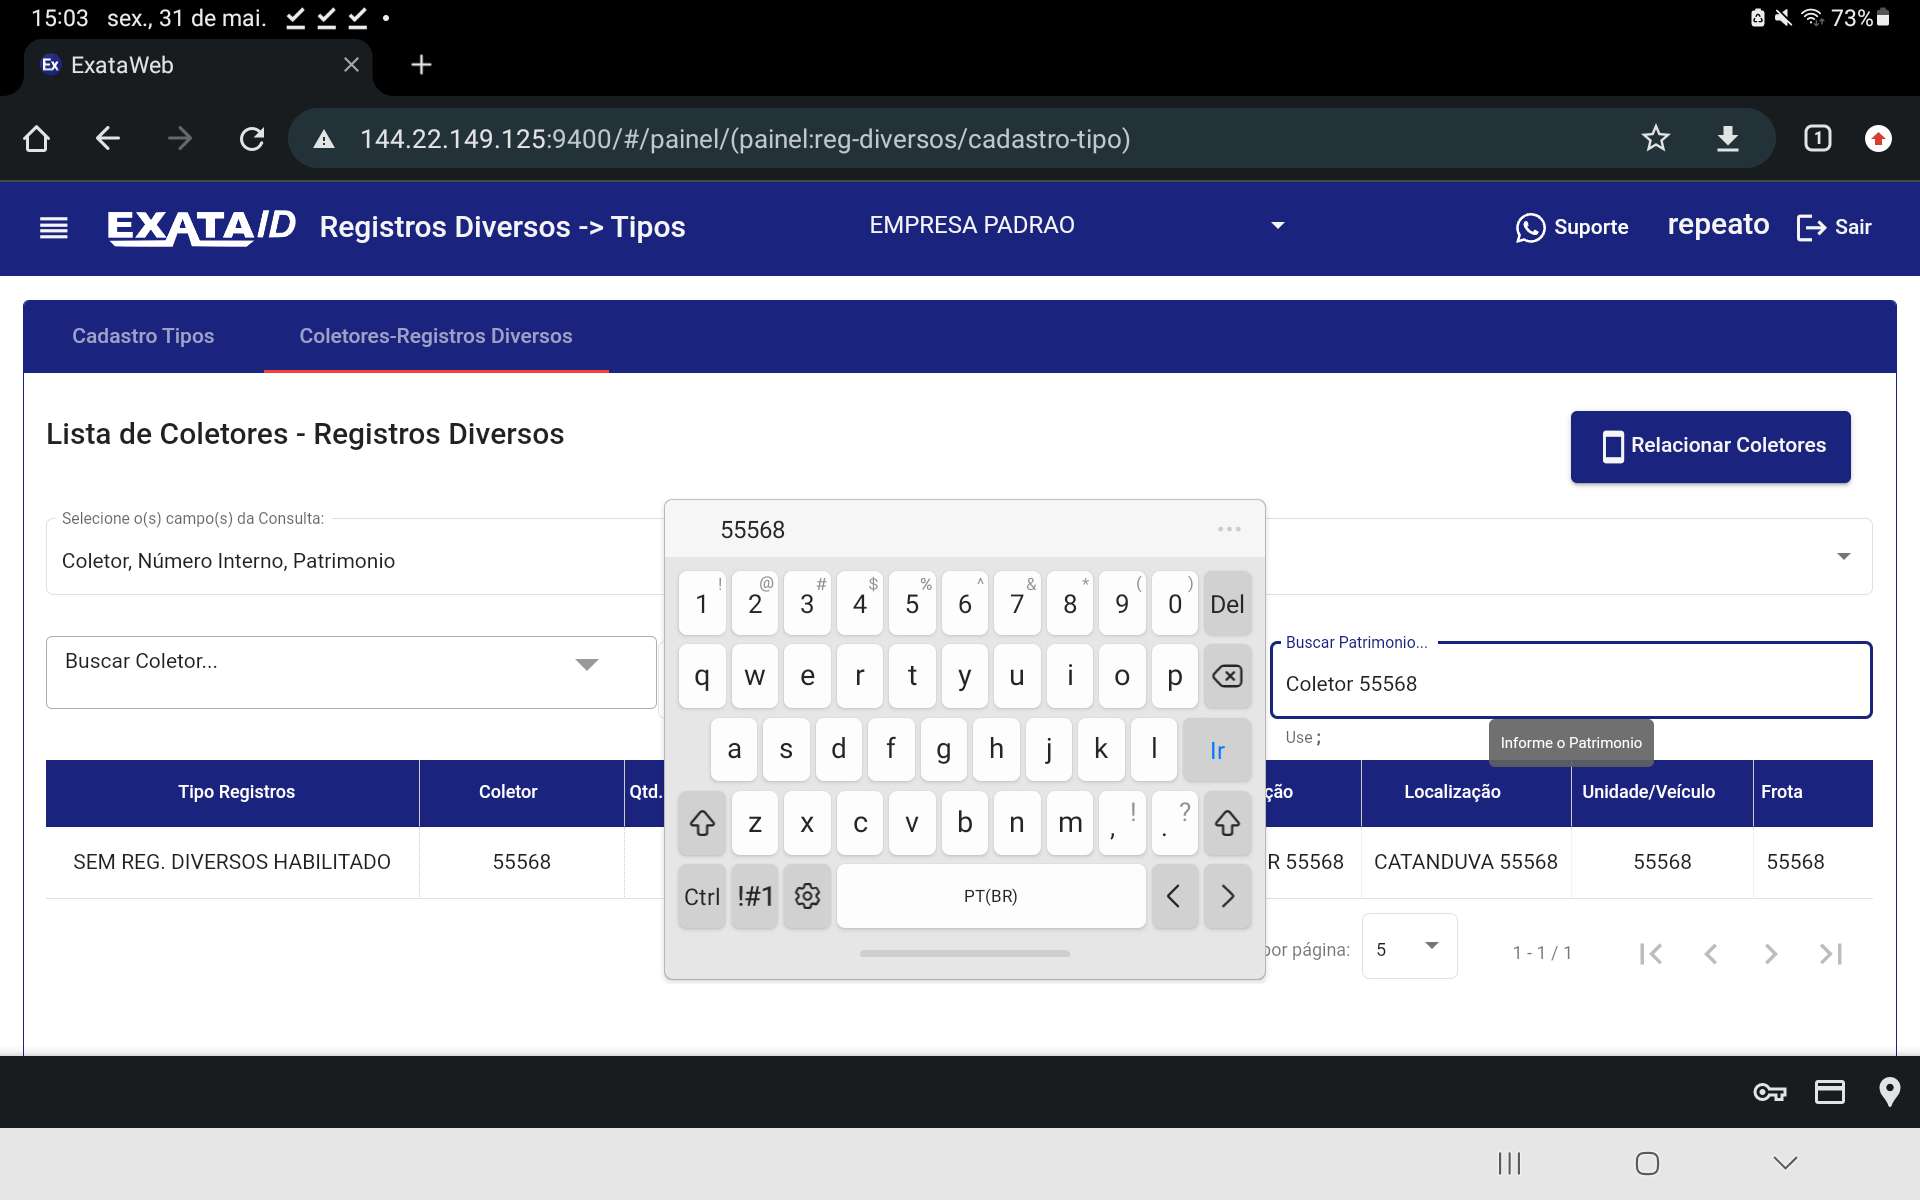 15:03 sex., 31 de mai. 73%
Ex ExataWeb
144.22.149.125:9400/#/painel/(painel:reg-diversos/cadastro-tipo) 1
EXATA ID Registros Diversos -> Tipos EMPRESA PADRAO Suporte repeato Sair
Cadastro Tipos Coletores-Registros Diversos
Lista de Coletores - Registros Diversos Relacionar Coletores
Selecione o(s) campo(s) da Consulta:
Coletor, Número Interno, Patrimonio
Buscar Coletor...
Buscar Patrimonio...
Coletor 55568
Use ;
Informe o Patrimonio
Tipo Registros Coletor Qtd. ção Localização Unidade/Veículo Frota
SEM REG. DIVERSOS HABILITADO 55568 R 55568 CATANDUVA 55568 55568 55568
por página: 5 1 - 1 / 1
55568 ...
! @ # $ % ^ & * ( )
1 2 3 4 5 6 7 8 9 0 Del
q w e r t y u i o p
a s d f g h j k l Ir
z x c v b n m , ! . ?
Ctrl !#1 PT(BR) < >